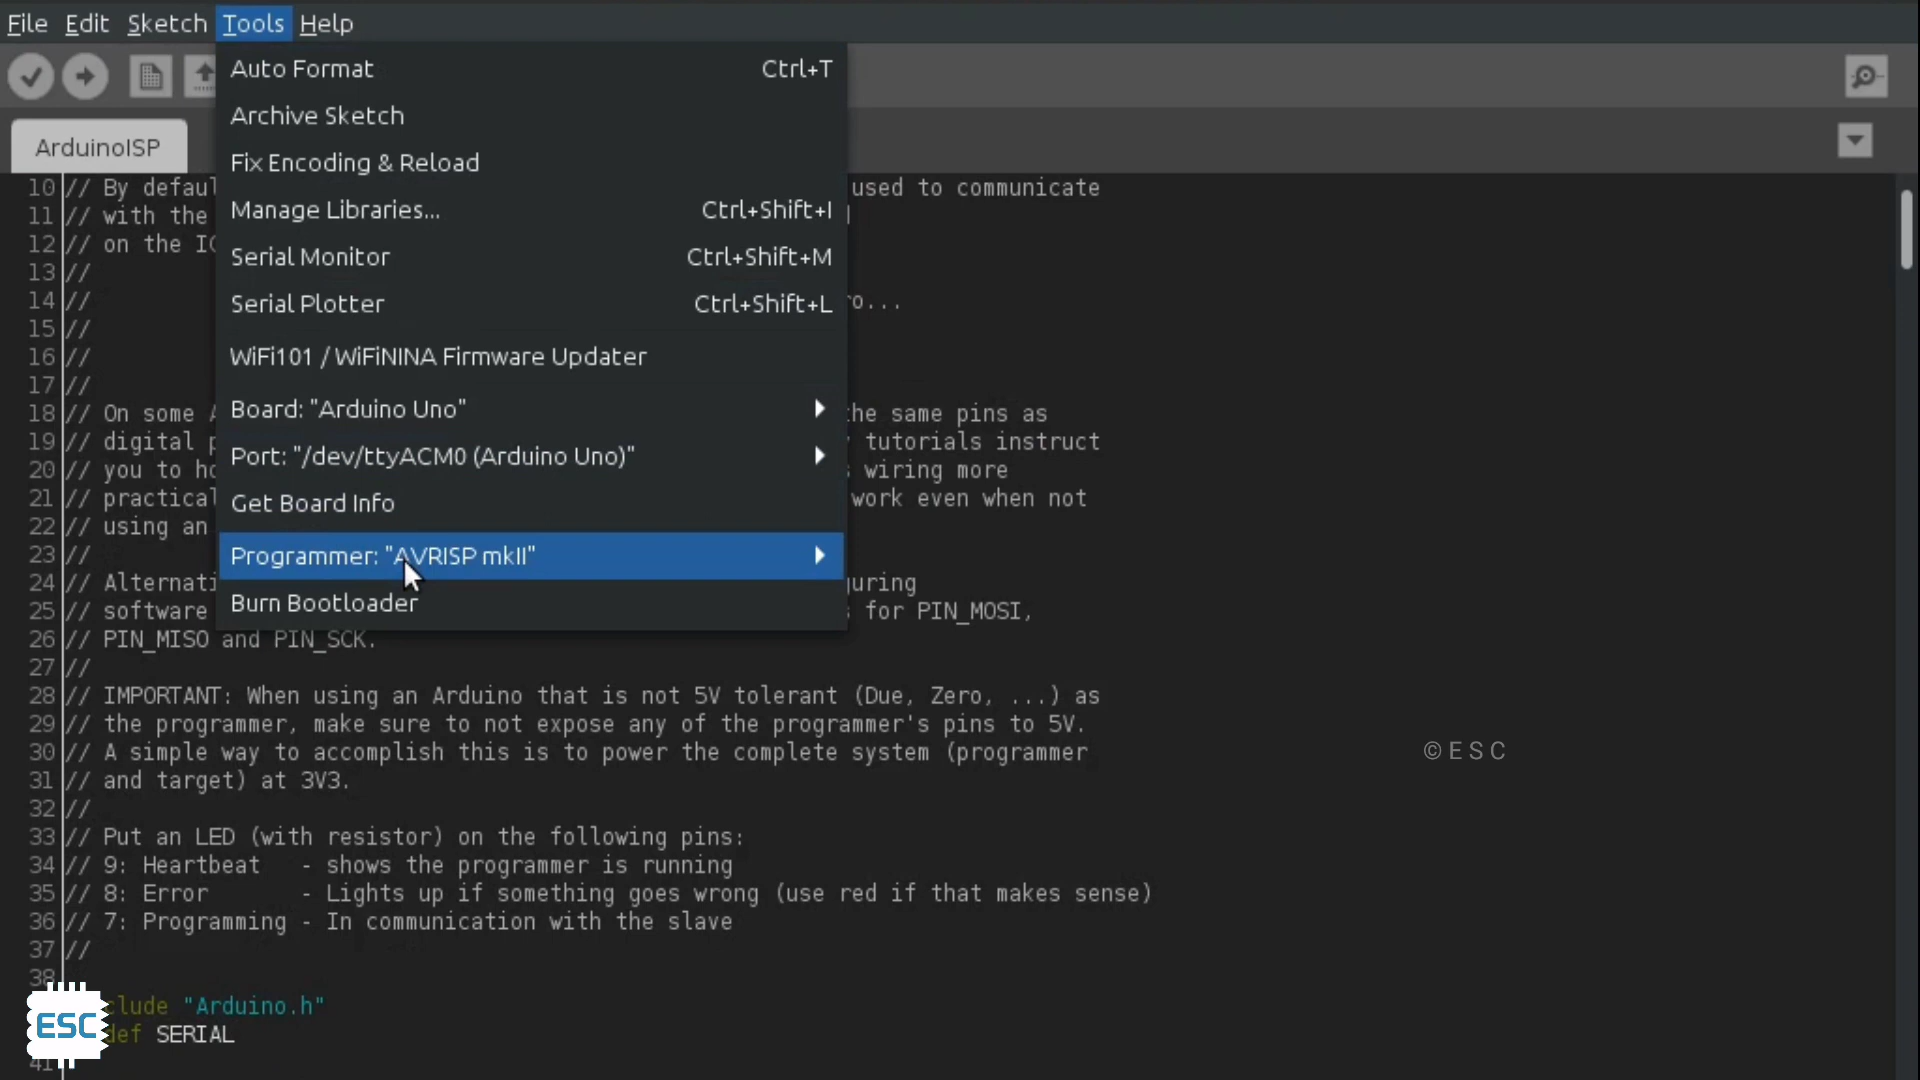 File Edit Sketch Tools Help
Auto Format Ctrl+T
Archive Sketch
ArduinoISP
Fix Encoding & Reload
10 // By defaul used to communicate
Manage Libraries... Ctrl+Shift+I
11 // with the
12 // on the IC
Serial Monitor Ctrl+Shift+M
13 //
Serial Plotter Ctrl+Shift+L
14 // o...
15 //
16 //
WiFi101 / WiFiNINA Firmware Updater
17 //
Board: "Arduino Uno"
18 // On some the same pins as
19 // digital p tutorials instruct
Port: "/dev/ttyACM0 (Arduino Uno)"
20 // you to ho wiring more
21 // practical work even when not
Get Board Info
22 // using an
23 //
Programmer: "AVRISP mkII"
24 // Alternati uring
Burn Bootloader
25 // software for PIN_MOSI,
26 // PIN_MISO and PIN_SCK.
27 //
28 // IMPORTANT: When using an Arduino that is not 5V tolerant (Due, Zero, ...) as
29 // the programmer, make sure to not expose any of the programmer's pins to 5V.
30 // A simple way to accomplish this is to power the complete system (programmer
© E S C
31 // and target) at 3V3.
32 //
33 // Put an LED (with resistor) on the following pins:
34 // 9: Heartbeat - shows the programmer is running
35 // 8: Error - Lights up if something goes wrong (use red if that makes sense)
36 // 7: Programming - In communication with the slave
37 //
38
clude "Arduino.h"
ESC
def SERIAL
41